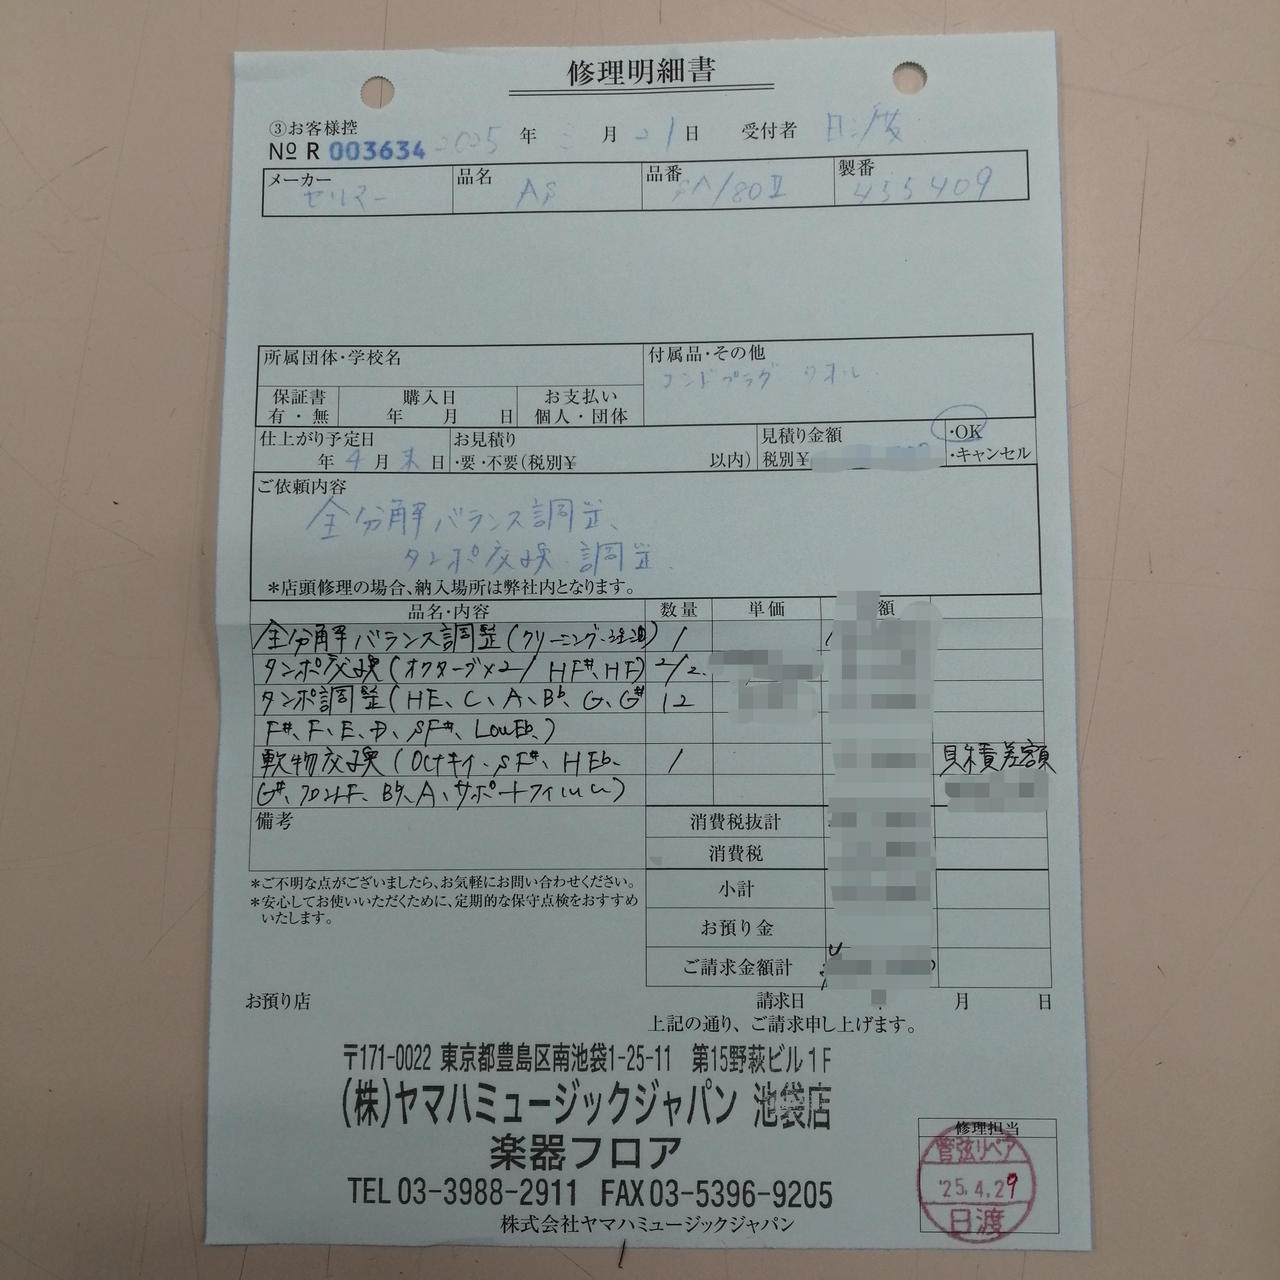 修理明細書
③お客様控
№ R 003634 2025 年 3 月 21 日 受付者 日渡
メーカー 品名 品番 製番
セルマー AS SA/80Ⅱ 455409
所属団体・学校名 付属品・その他
エンドプラグ
保証書 購入日 お支払い
有・無 年 月 日 個人・団体
仕上がり予定日 お見積り 見積り金額 ・OK
年 4 月 末 日 ・要・不要(税別¥ 以内) 税別¥ ・キャンセル
ご依頼内容
全分解バランス調整、
タンポ交換・調整
＊店頭修理の場合、納入場所は弊社内となります。
品名・内容 数量 単価 額
全分解バランス調整(クリーニング・注油) 1
タンポ交換(オクターブ×2/ HF#、HF) 2/2
タンポ調整(HE、C、A、B♭、G、G# 12
F#、F、E、D、SF#、LowE♭)
軟物交換(Octキイ、SF#、HE♭、 1 見積差額
G#、フロントF、B♭、A、サポートフィルム)
備考 消費税抜計
消費税
＊ご不明な点がございましたら、お気軽にお問い合わせください。 小計
＊安心してお使いいただくために、定期的な保守点検をおすすめ
いたします。
お預り金
ご請求金額計
お預り店 請求日 月 日
上記の通り、ご請求申し上げます。
〒171-0022 東京都豊島区南池袋1-25-11 第15野萩ビル1F
(株)ヤマハミュージックジャパン 池袋店
楽器フロア
TEL 03-3988-2911 FAX 03-5396-9205
株式会社ヤマハミュージックジャパン
修理担当
管弦リペア
'25.4.29
日渡